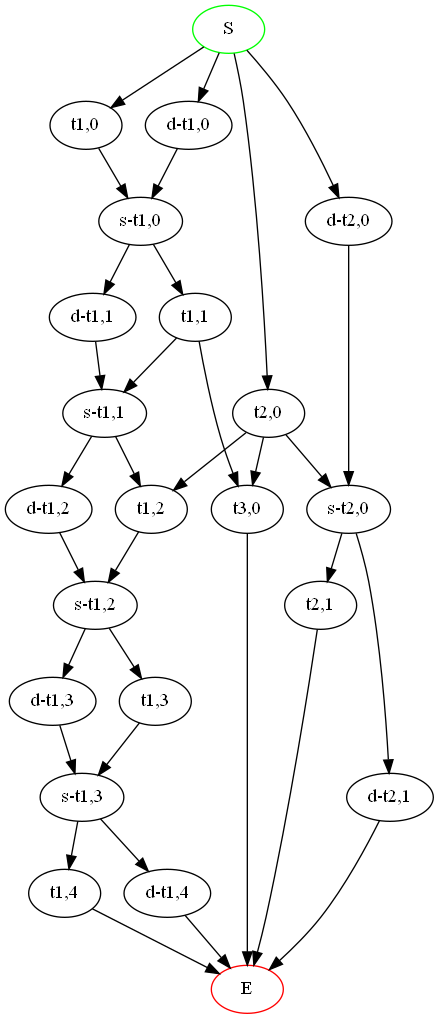 S
t1,0
d-t1,0
s-t1,0
d-t2,0
d-t1,1
t1,1
s-t1,1
t2,0
d-t1,2
t1,2
t3,0
s-t2,0
s-t1,2
t2,1
d-t1,3
t1,3
s-t1,3
d-t2,1
t1,4
d-t1,4
E